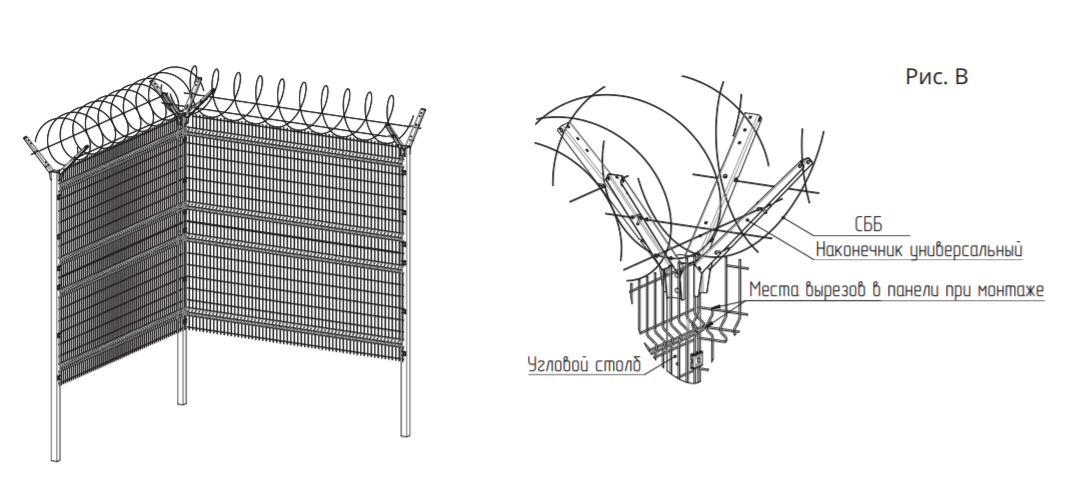 Рис. В
СББ
Наконечник универсальный
Места вырезов в панели при монтаже
Угловой столб